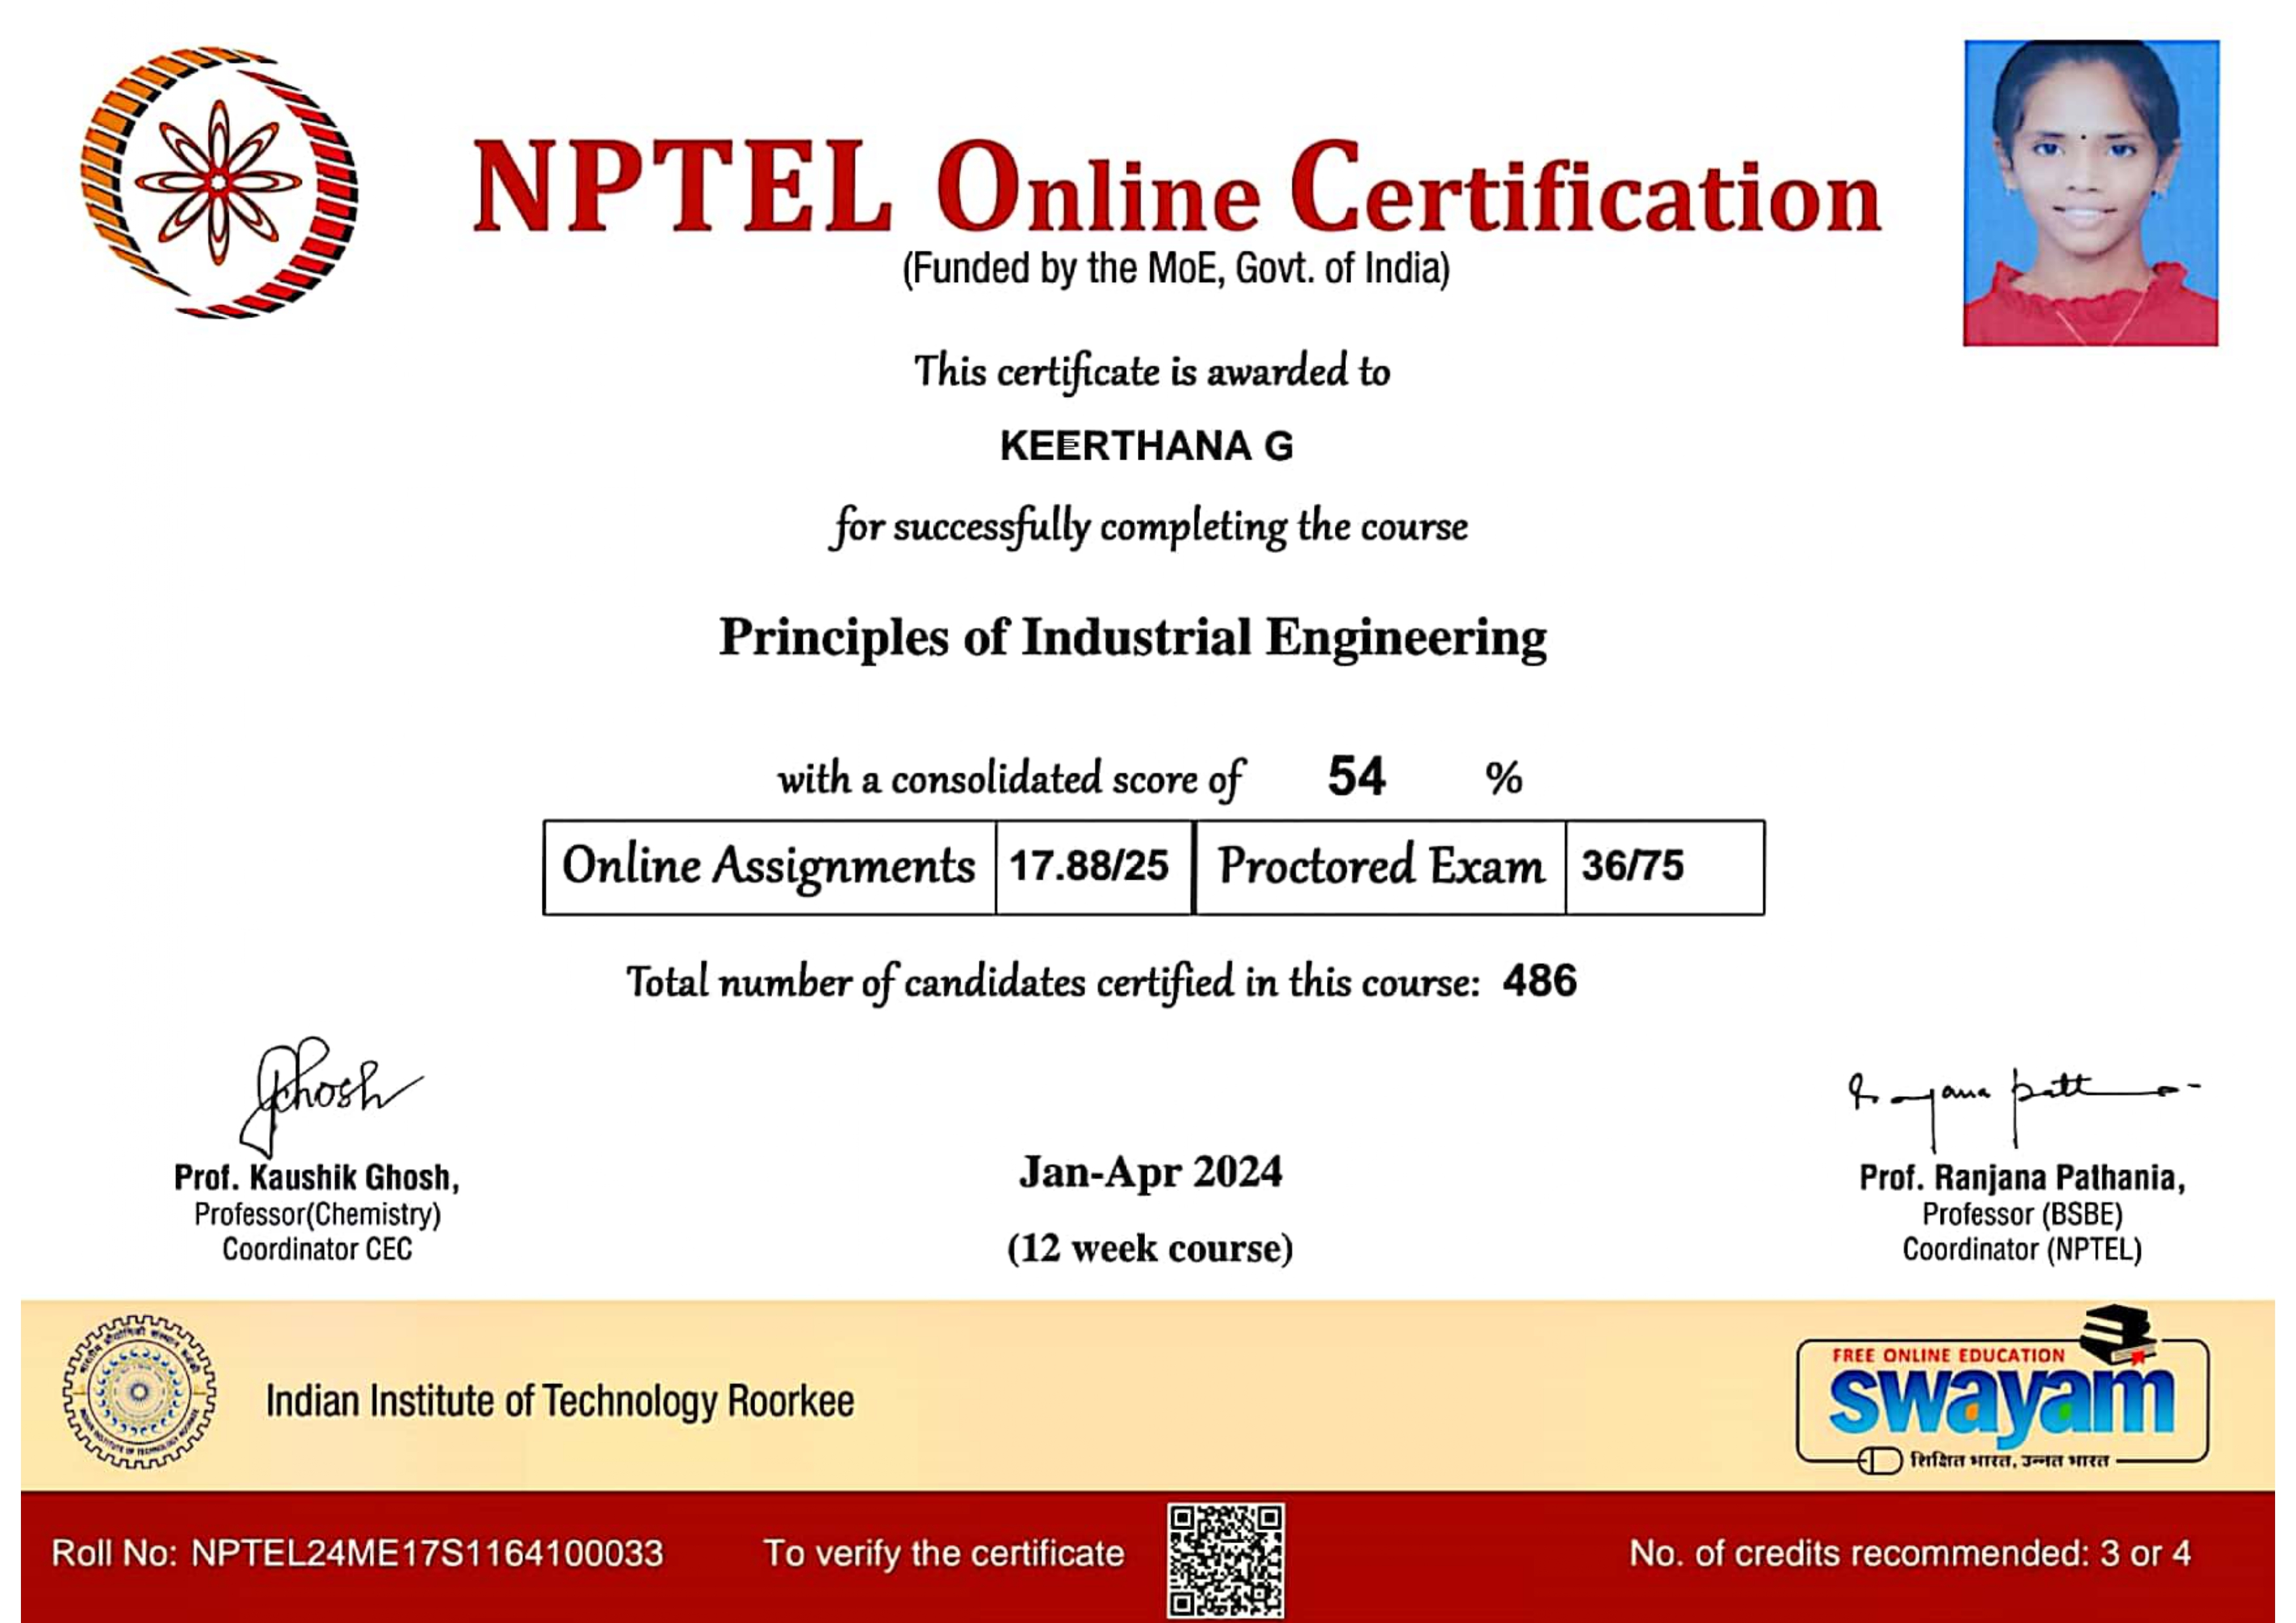 NPTEL Online Certification
(Funded by the MoE, Govt. of India)
This certificate is awarded to
KEERTHANA G
for successfully completing the course
Principles of Industrial Engineering
with a consolidated score of 54 %
Online Assignments 17.88/25 Proctored Exam 36/75
Total number of candidates certified in this course: 486
Ghosh
Prof. Kaushik Ghosh,
Professor(Chemistry)
Coordinator CEC
Jan-Apr 2024
(12 week course)
Prof. Ranjana Pathania,
Professor (BSBE)
Coordinator (NPTEL)
Indian Institute of Technology Roorkee
FREE ONLINE EDUCATION
swayam
शिक्षित भारत, उन्नत भारत
Roll No: NPTEL24ME17S1164100033
To verify the certificate
No. of credits recommended: 3 or 4